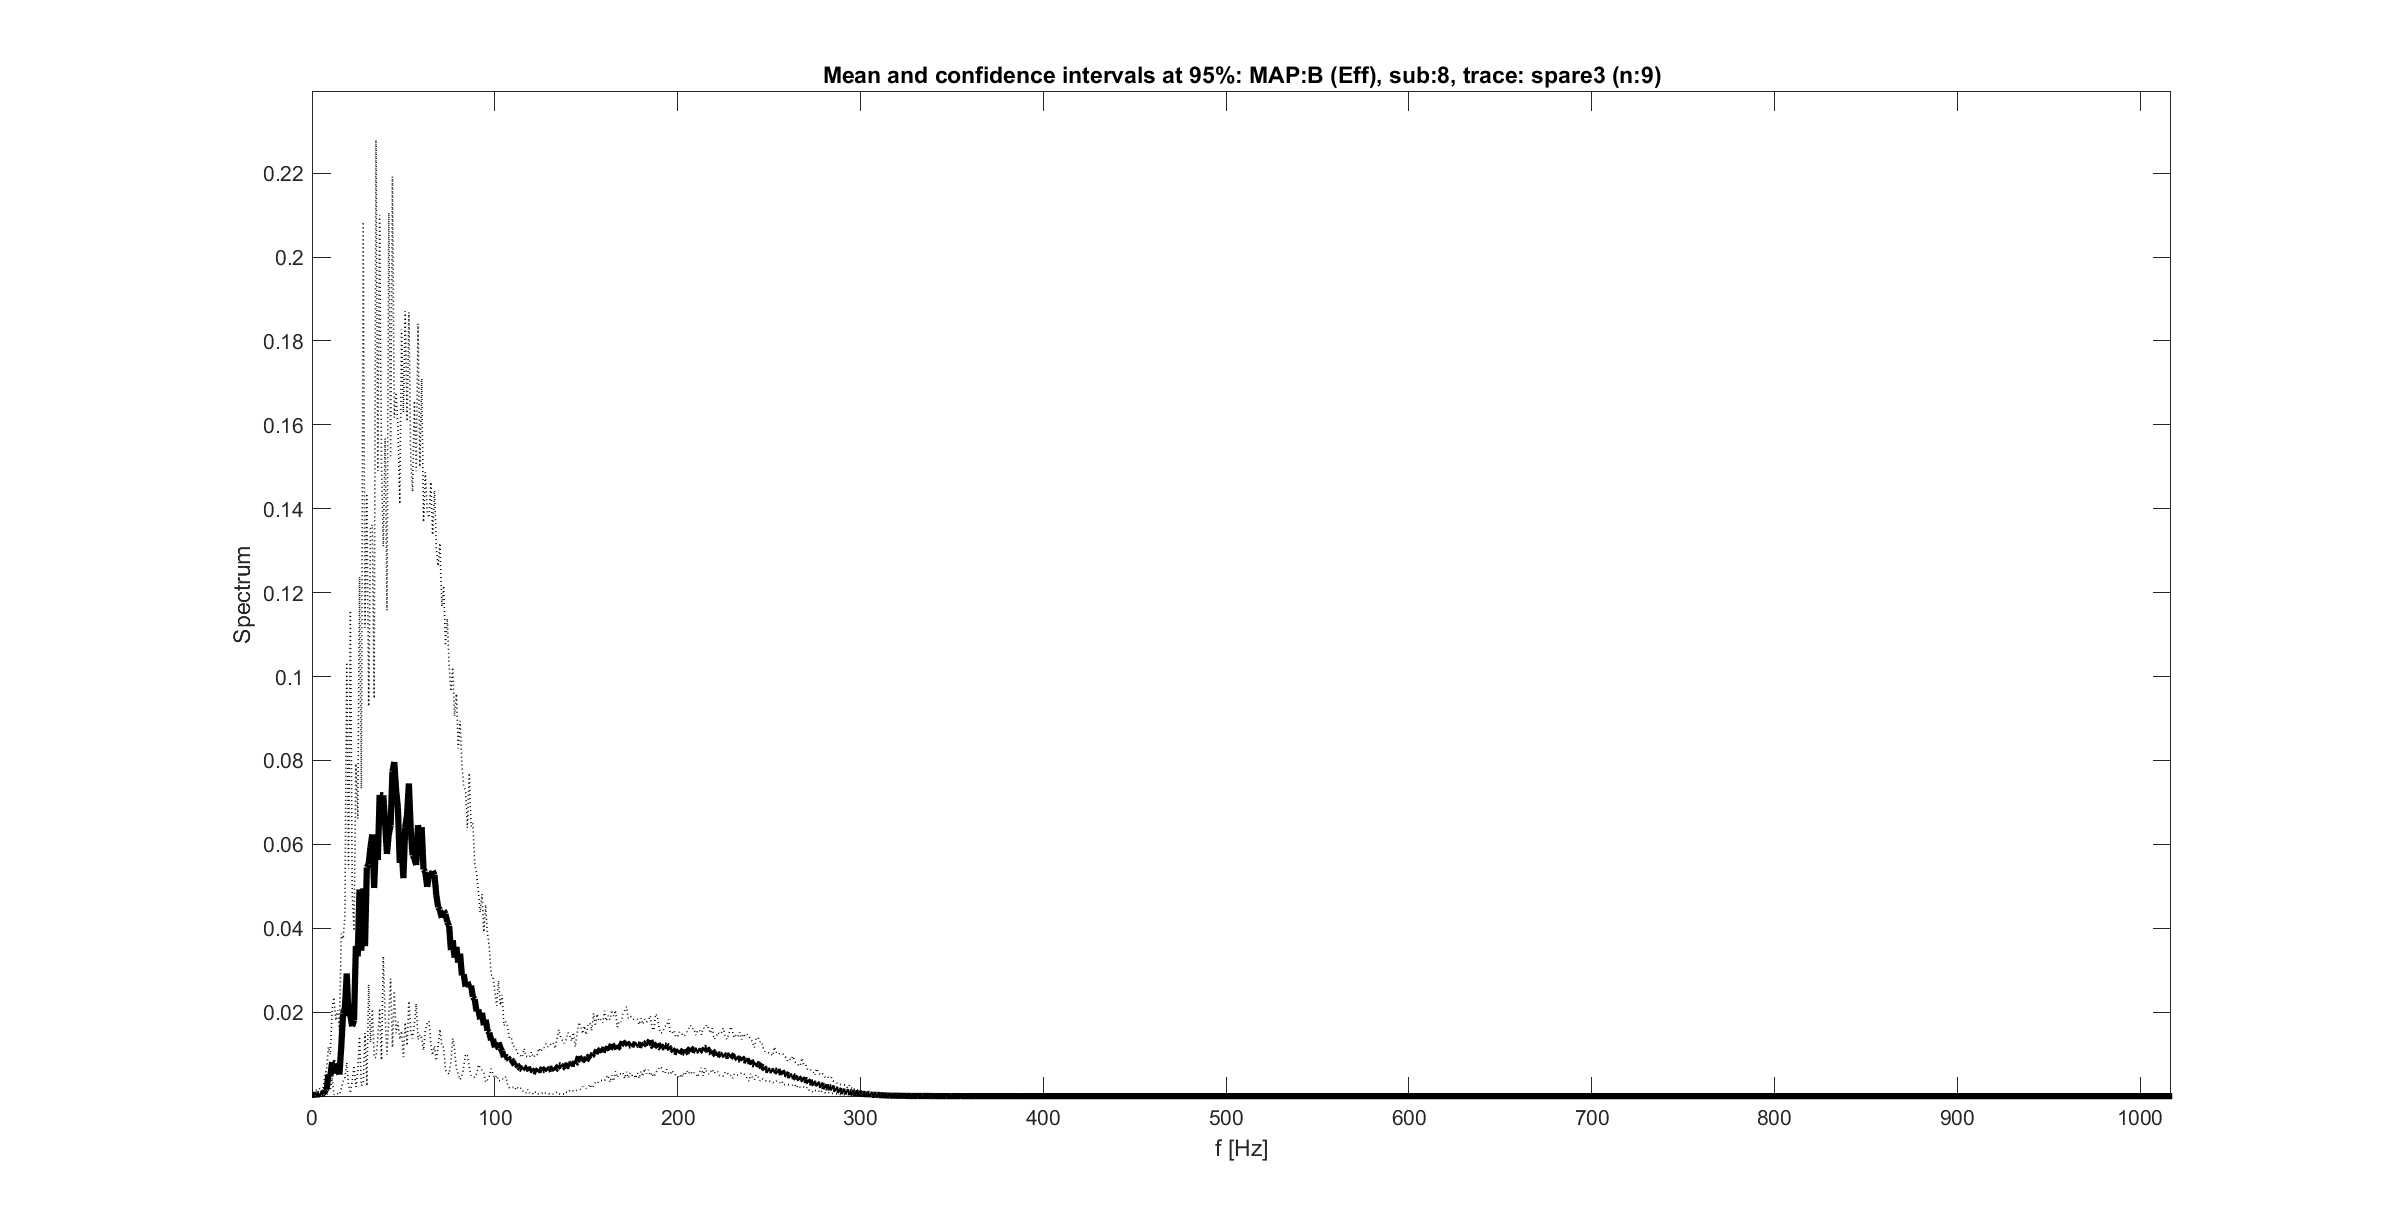 Mean and confidence intervals at 95%: MAP:B (Eff), sub:8, trace: spare3 (n:9)
0.22
0.2
0.18
0.16
0.14
0.12
0.1
0.08
0.06
0.04
0.02
Spectrum
0 100 200 300 400 500 600 700 800 900 1000
f [Hz]